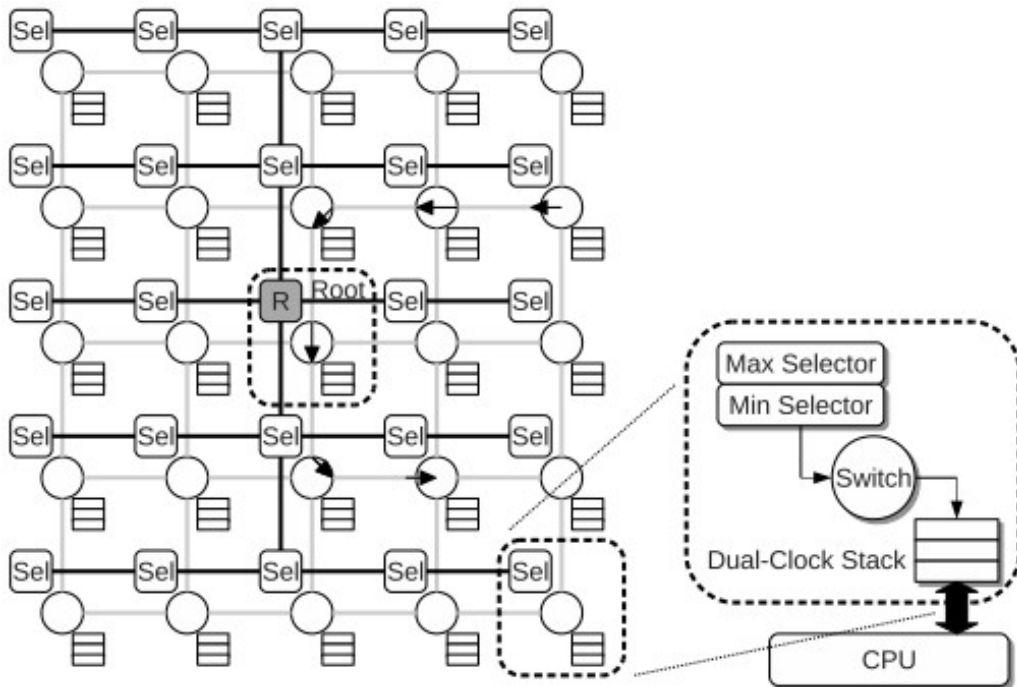 Sel Sel Sel Sel Sel
Sel Sel Sel Sel Sel
Sel Sel R Root Sel Sel
Max Selector
Min Selector
Sel Sel Sel Sel Sel
Switch
Dual-Clock Stack
Sel Sel Sel Sel Sel
CPU